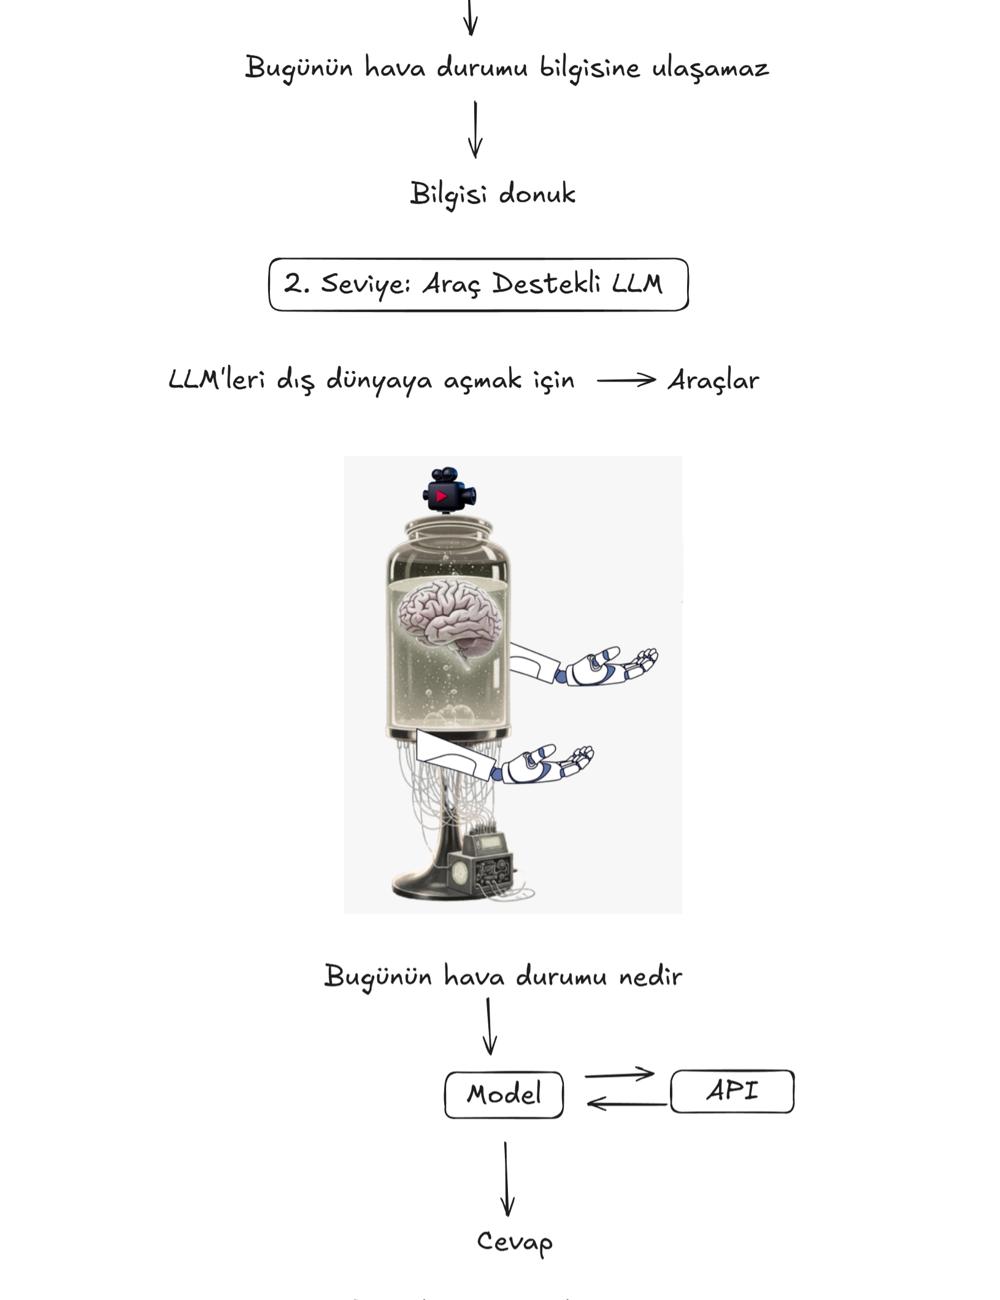 Bugünün hava durumu bilgisine ulaşamaz
Bilgisi donuk
2. Seviye: Araç Destekli LLM
LLM'leri dış dünyaya açmak için → Araçlar
Bugünün hava durumu nedir
Model
API
Cevap